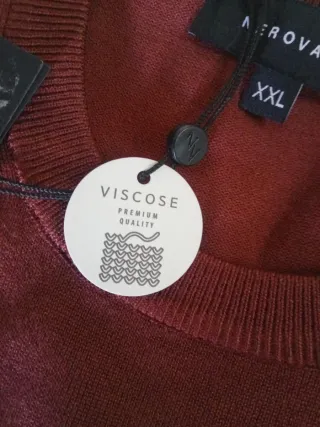 NEROVA
XXL
VISCOSE
PREMIUM
QUALITY